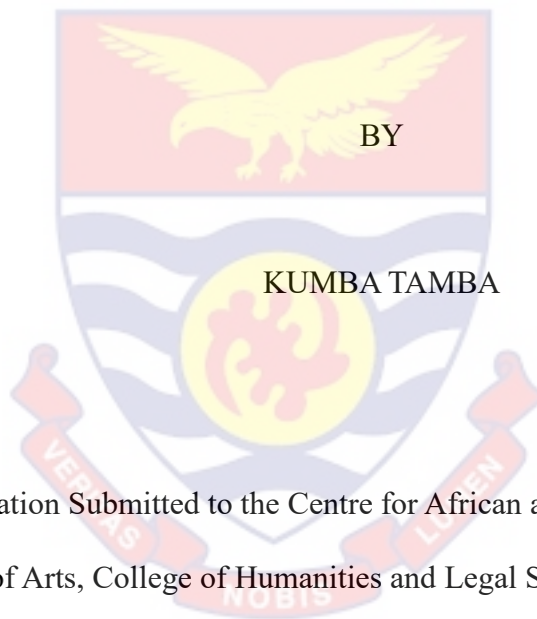 BY
KUMBA TAMBA
ation Submitted to the Centre for African a
of Arts, College of Humanities and Legal S
VERITAS
NOBIS
LUMEN